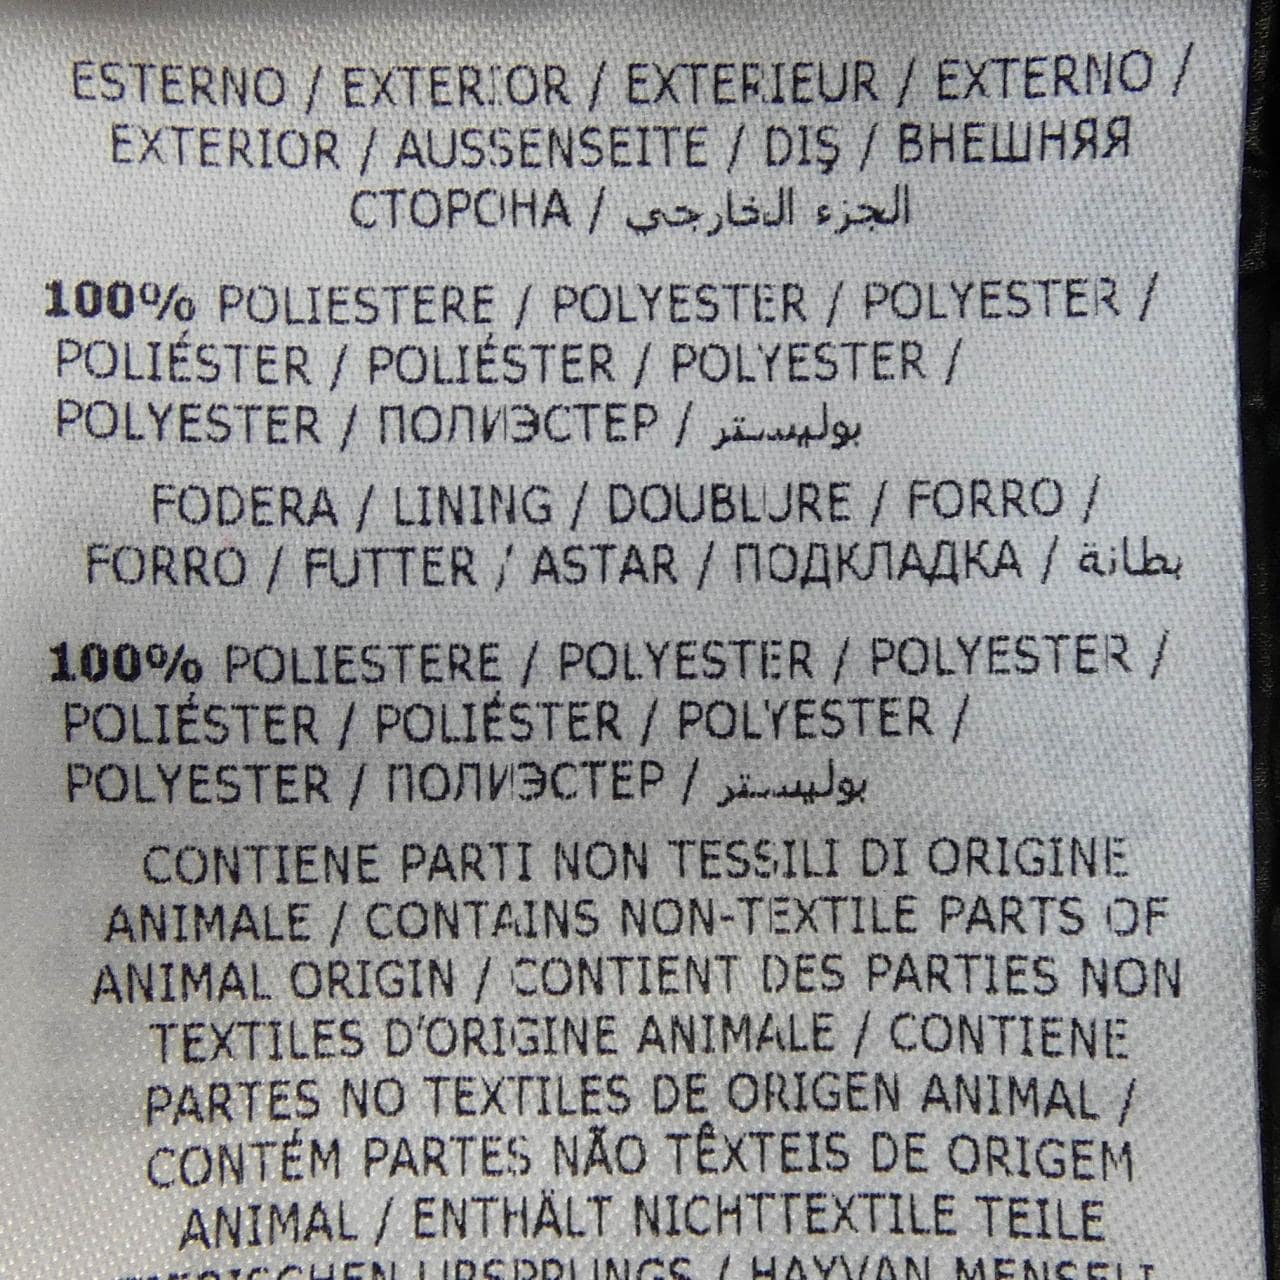 ESTERNO / EXTERIOR / EXTERIEUR / EXTERNO /
EXTERIOR / AUSSENSEITE / DIŞ / ВНЕШНЯЯ
СТОРОНА / الجزء الخارجي
100% POLIESTERE / POLYESTER / POLYESTER /
POLIÉSTER / POLIÉSTER / POLYESTER /
POLYESTER / ПОЛИЭСТЕР / بوليستر
FODERA / LINING / DOUBLURE / FORRO /
FORRO / FUTTER / ASTAR / ПОДКЛАДКА / بطانة
100% POLIESTERE / POLYESTER / POLYESTER /
POLIÉSTER / POLIÉSTER / POLYESTER /
POLYESTER / ПОЛИЭСТЕР / بوليستر
CONTIENE PARTI NON TESSILI DI ORIGINE
ANIMALE / CONTAINS NON-TEXTILE PARTS OF
ANIMAL ORIGIN / CONTIENT DES PARTIES NON
TEXTILES D'ORIGINE ANIMALE / CONTIENE
PARTES NO TEXTILES DE ORIGEN ANIMAL /
CONTÉM PARTES NÃO TÊXTEIS DE ORIGEM
ANIMAL / ENTHÄLT NICHTTEXTILE TEILE
TIERISCHEN URSPRUNGS / HAYVAN MENŞELİ